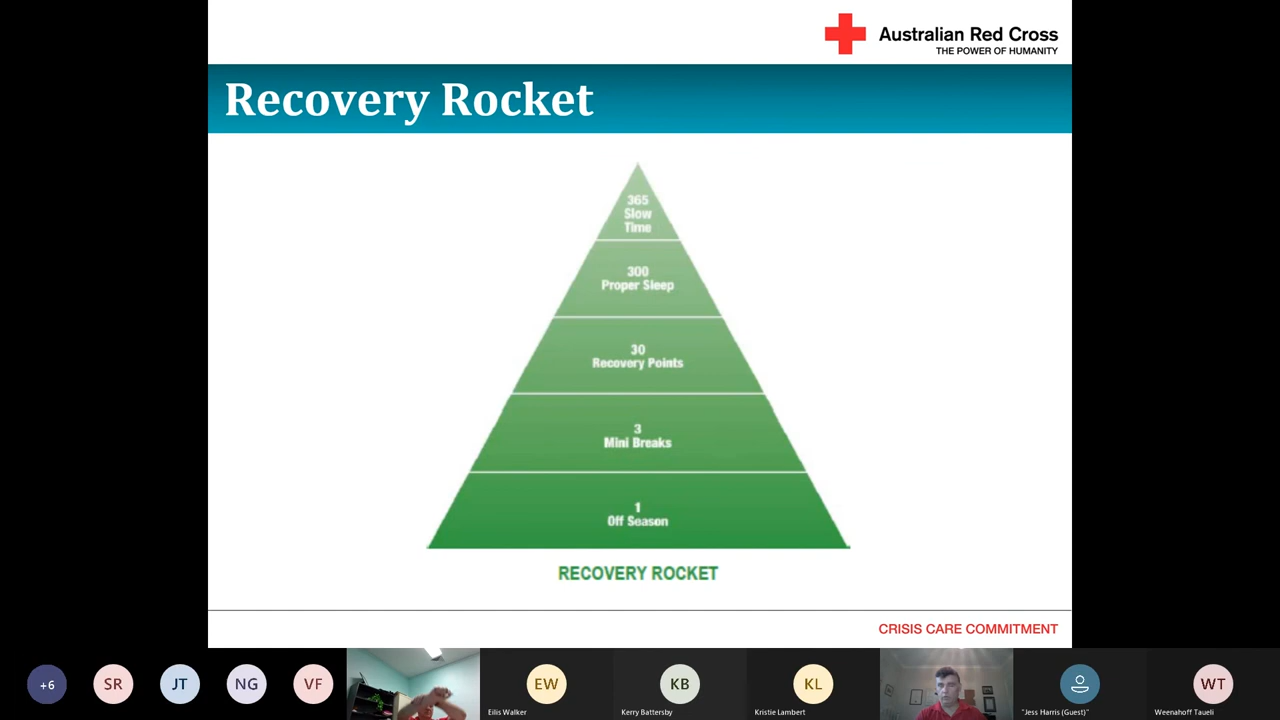 Australian Red Cross
THE POWER OF HUMANITY
Recovery Rocket
365
Slow
Time
300
Proper Sleep
30
Recovery Points
3
Mini Breaks
1
Off Season
RECOVERY ROCKET
CRISIS CARE COMMITMENT
+6
SR
JT
NG
VF
EW
Eilis Walker
KB
Kerry Battersby
KL
Kristie Lambert
"Jess Harris (Guest)"
WT
Weenahoff Taueli